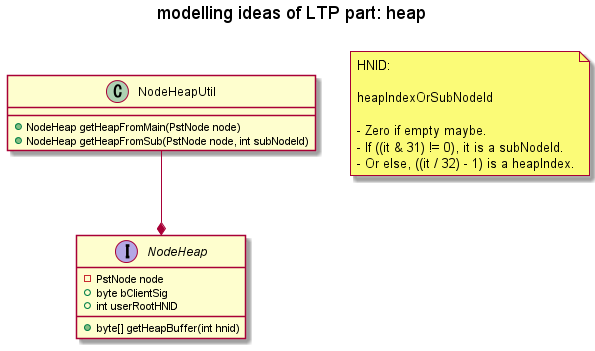 modelling ideas of LTP part: heap
C NodeHeapUtil
NodeHeap getHeapFromMain(PstNode node)
NodeHeap getHeapFromSub(PstNode node, int subNodeId)
HNID:
heapIndexOrSubNodeId
- Zero if empty maybe.
- If ((it & 31) != 0), it is a subNodeId.
- Or else, ((it / 32) - 1) is a heapIndex.
I NodeHeap
PstNode node
byte bClientSig
int userRootHNID
byte[] getHeapBuffer(int hnid)